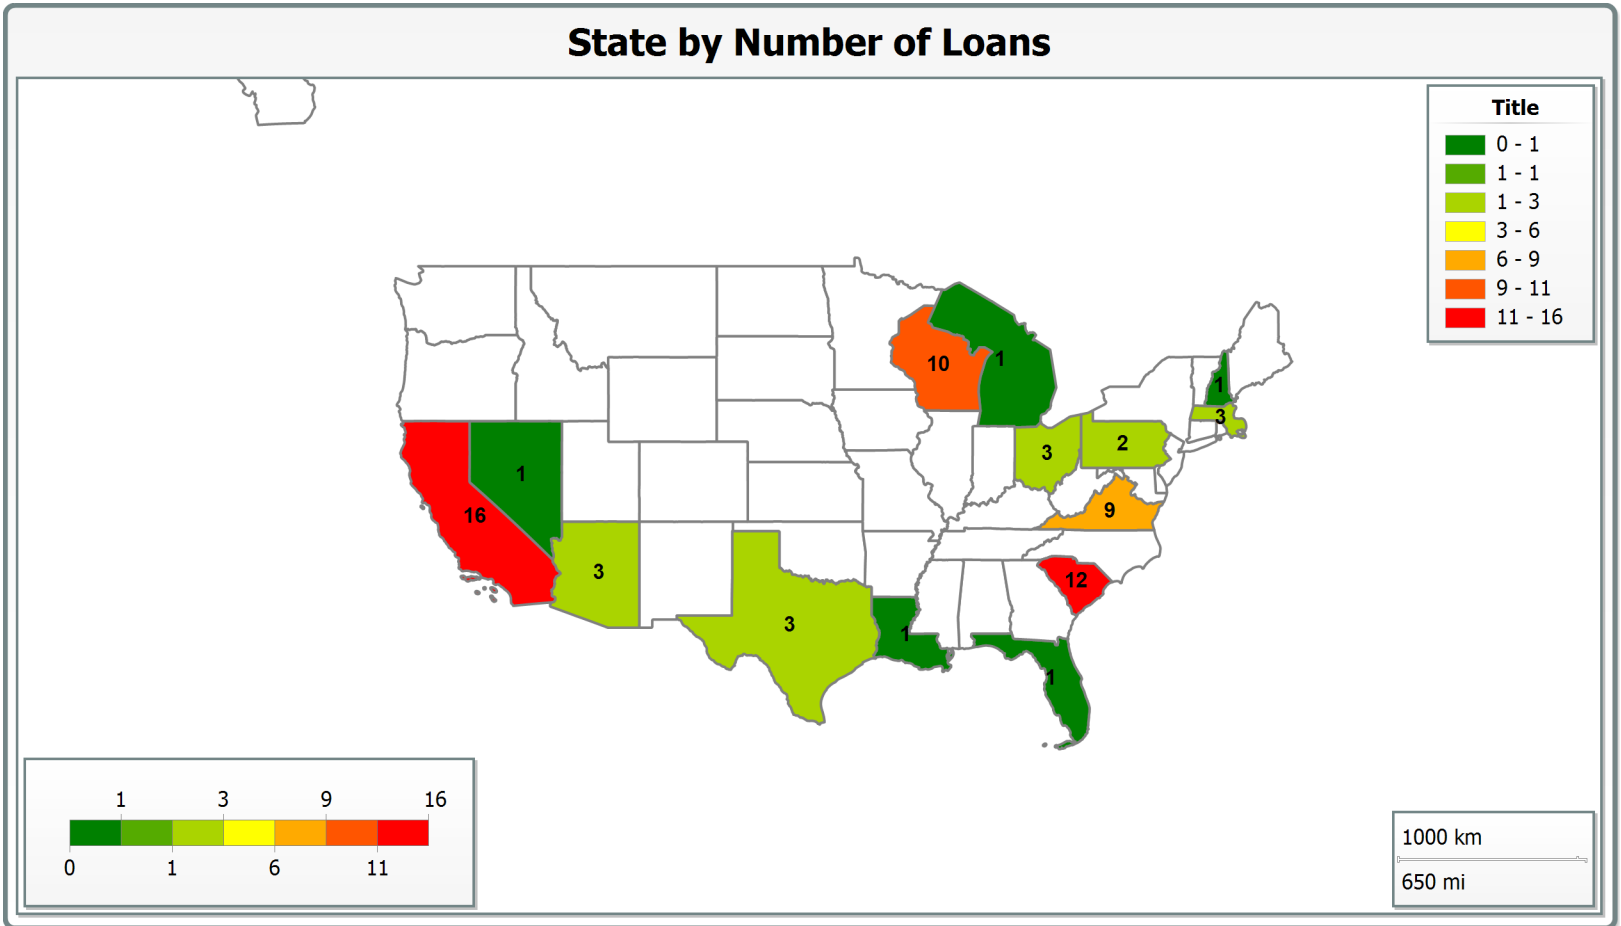 State by Number of Loans
Title
0 - 1
1 - 1
1 - 3
3 - 6
6 - 9
9 - 11
11 - 16
10
1
1
3
3
2
1
9
16
3
12
3
1
1
1 3 9 16
0 1 6 11
1000 km
650 mi